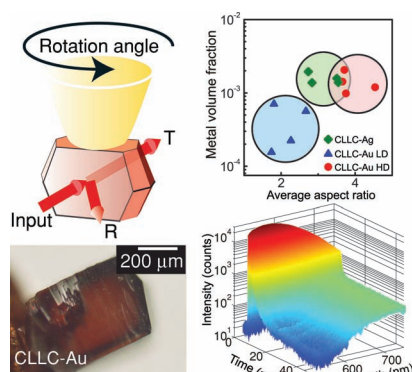 Rotation angle
T
Input
R
Metal volume fraction
10⁻²
10⁻³
10⁻⁴
CLLC-Ag
CLLC-Au LD
CLLC-Au HD
2
3
4
Average aspect ratio
200 μm
CLLC-Au
Intensity (counts)
10⁴
10³
10²
10¹
0
20
40
600
700